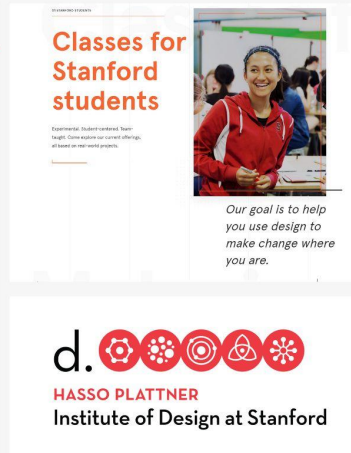 Classes for
Stanford
students
Experimental. Student-centered. Team-
taught. Come explore our current offerings,
all based on real-world projects.
Our goal is to help
you use design to
make change where
you are.
d.
HASSO PLATTNER
Institute of Design at Stanford